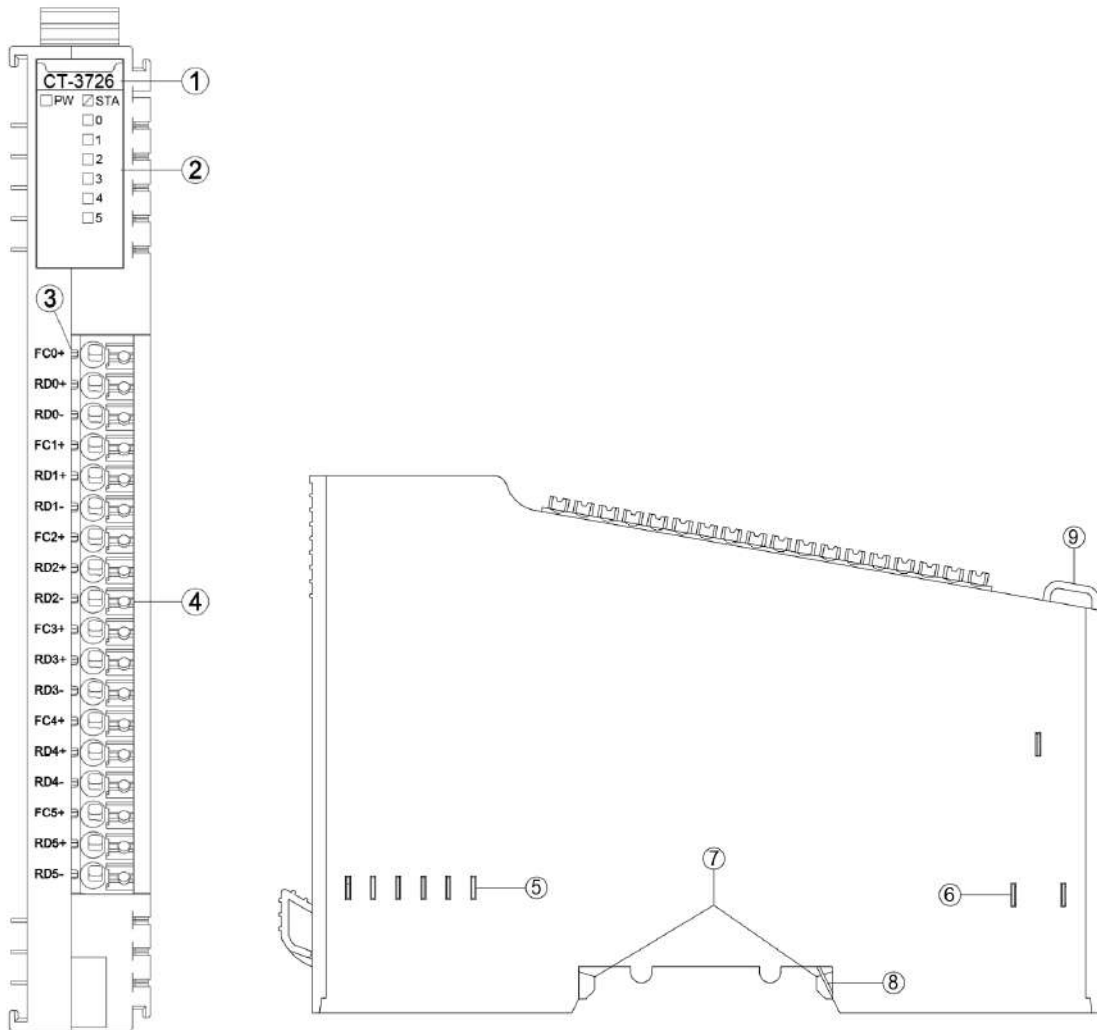 CT-3726
①
PW STA
0
1
2
②
3
4
5
③
FC0+
RD0+
RD0-
FC1+
RD1+
RD1-
FC2+
RD2+
⑨
RD2-
④
FC3+
RD3+
RD3-
FC4+
RD4+
RD4-
FC5+
RD5+
⑦
RD5-
⑤
⑥
⑧